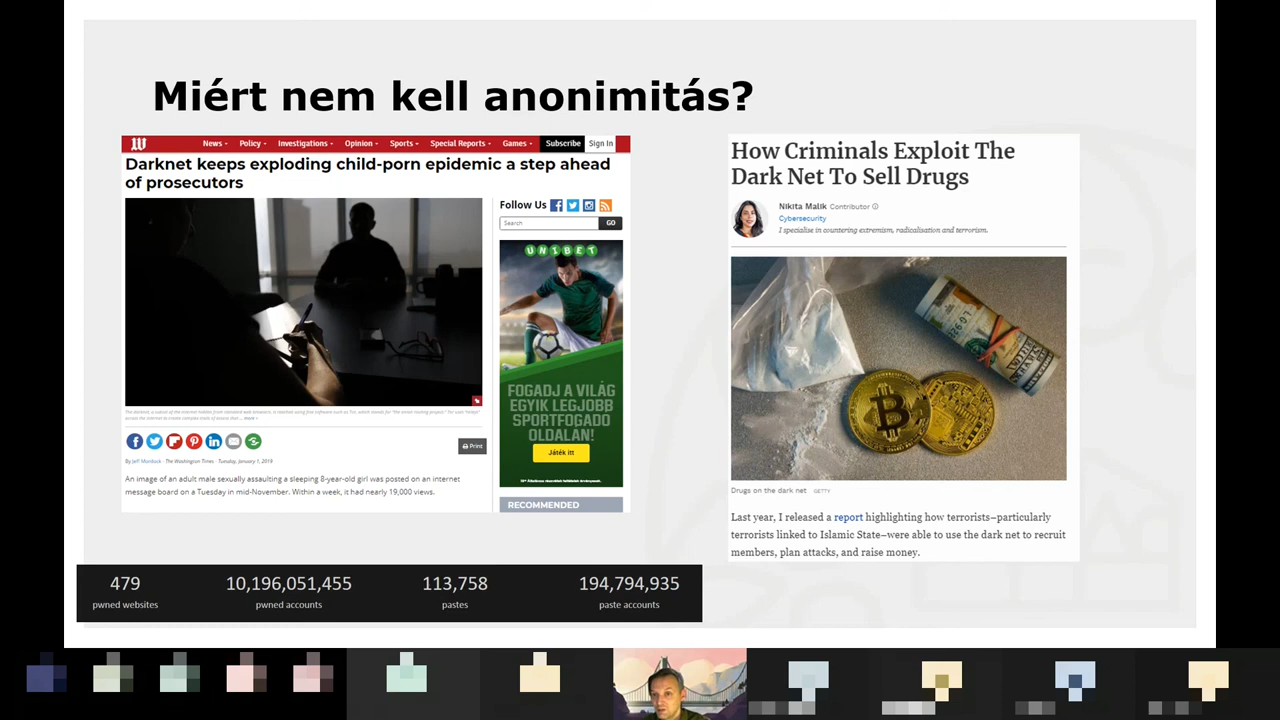 Miért nem kell anonimitás?
News Policy Investigations Opinion Sports Special Reports Games Subscribe Sign In
Darknet keeps exploding child-porn epidemic a step ahead
of prosecutors
Follow Us
Search GO
UNIBET
FOGADJ A VILÁG
EGYIK LEGJOBB
SPORTFOGADO
OLDALÁN!
Játék itt
Print
By Jeff Murdock - The Washington Times - Tuesday, January 1, 2019
An image of an adult male sexually assaulting a sleeping 8-year-old girl was posted on an internet
message board on a Tuesday in mid-November. Within a week, it had nearly 19,000 views.
RECOMMENDED
How Criminals Exploit The
Dark Net To Sell Drugs
Nikita Malik Contributor
Cybersecurity
I specialise in countering extremism, radicalisation and terrorism.
Drugs on the dark net GETTY
Last year, I released a report highlighting how terrorists–particularly
terrorists linked to Islamic State–were able to use the dark net to recruit
members, plan attacks, and raise money.
479 10,196,051,455 113,758 194,794,935
pwned websites pwned accounts pastes paste accounts